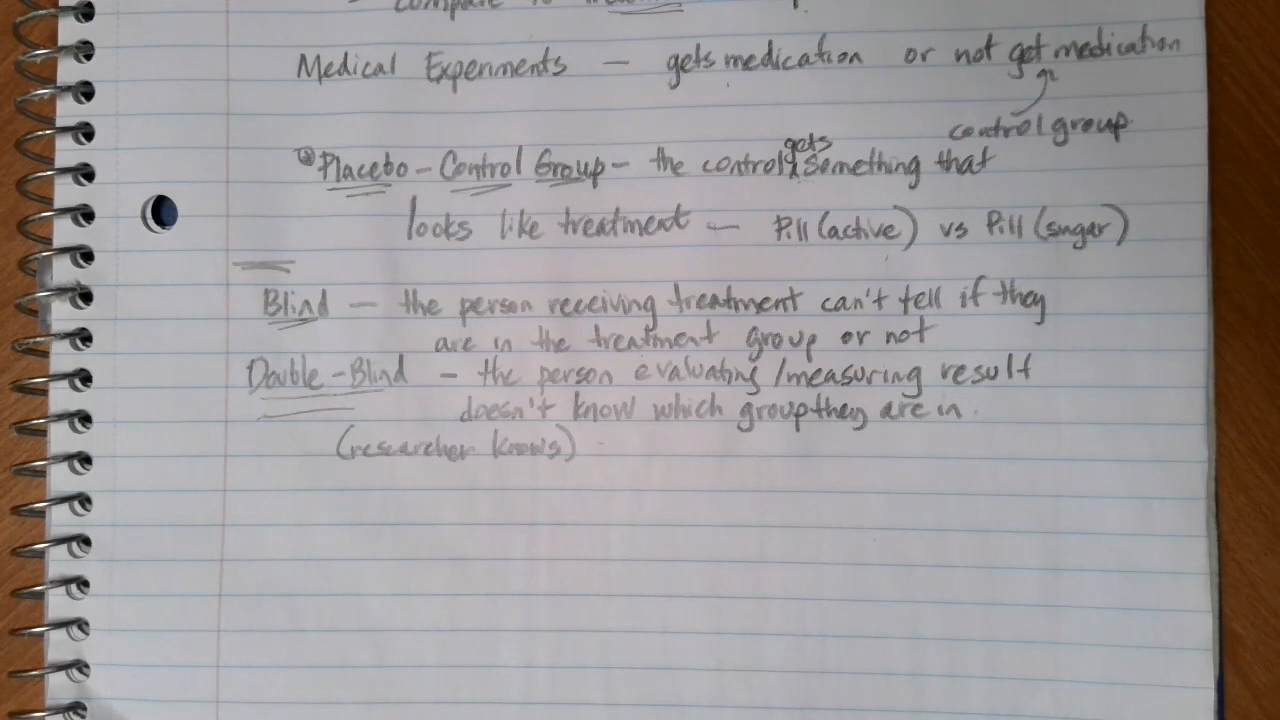 - compare to
Medical Experiments — gets medication or not get medication
control group
Placebo - Control Group - the control gets something that
looks like treatment — Pill (active) vs Pill (sugar)
Blind — the person receiving treatment can't tell if they
are in the treatment group or not
Double-Blind - the person evaluating/measuring result
doesn't know which group they are in.
(researcher knows)